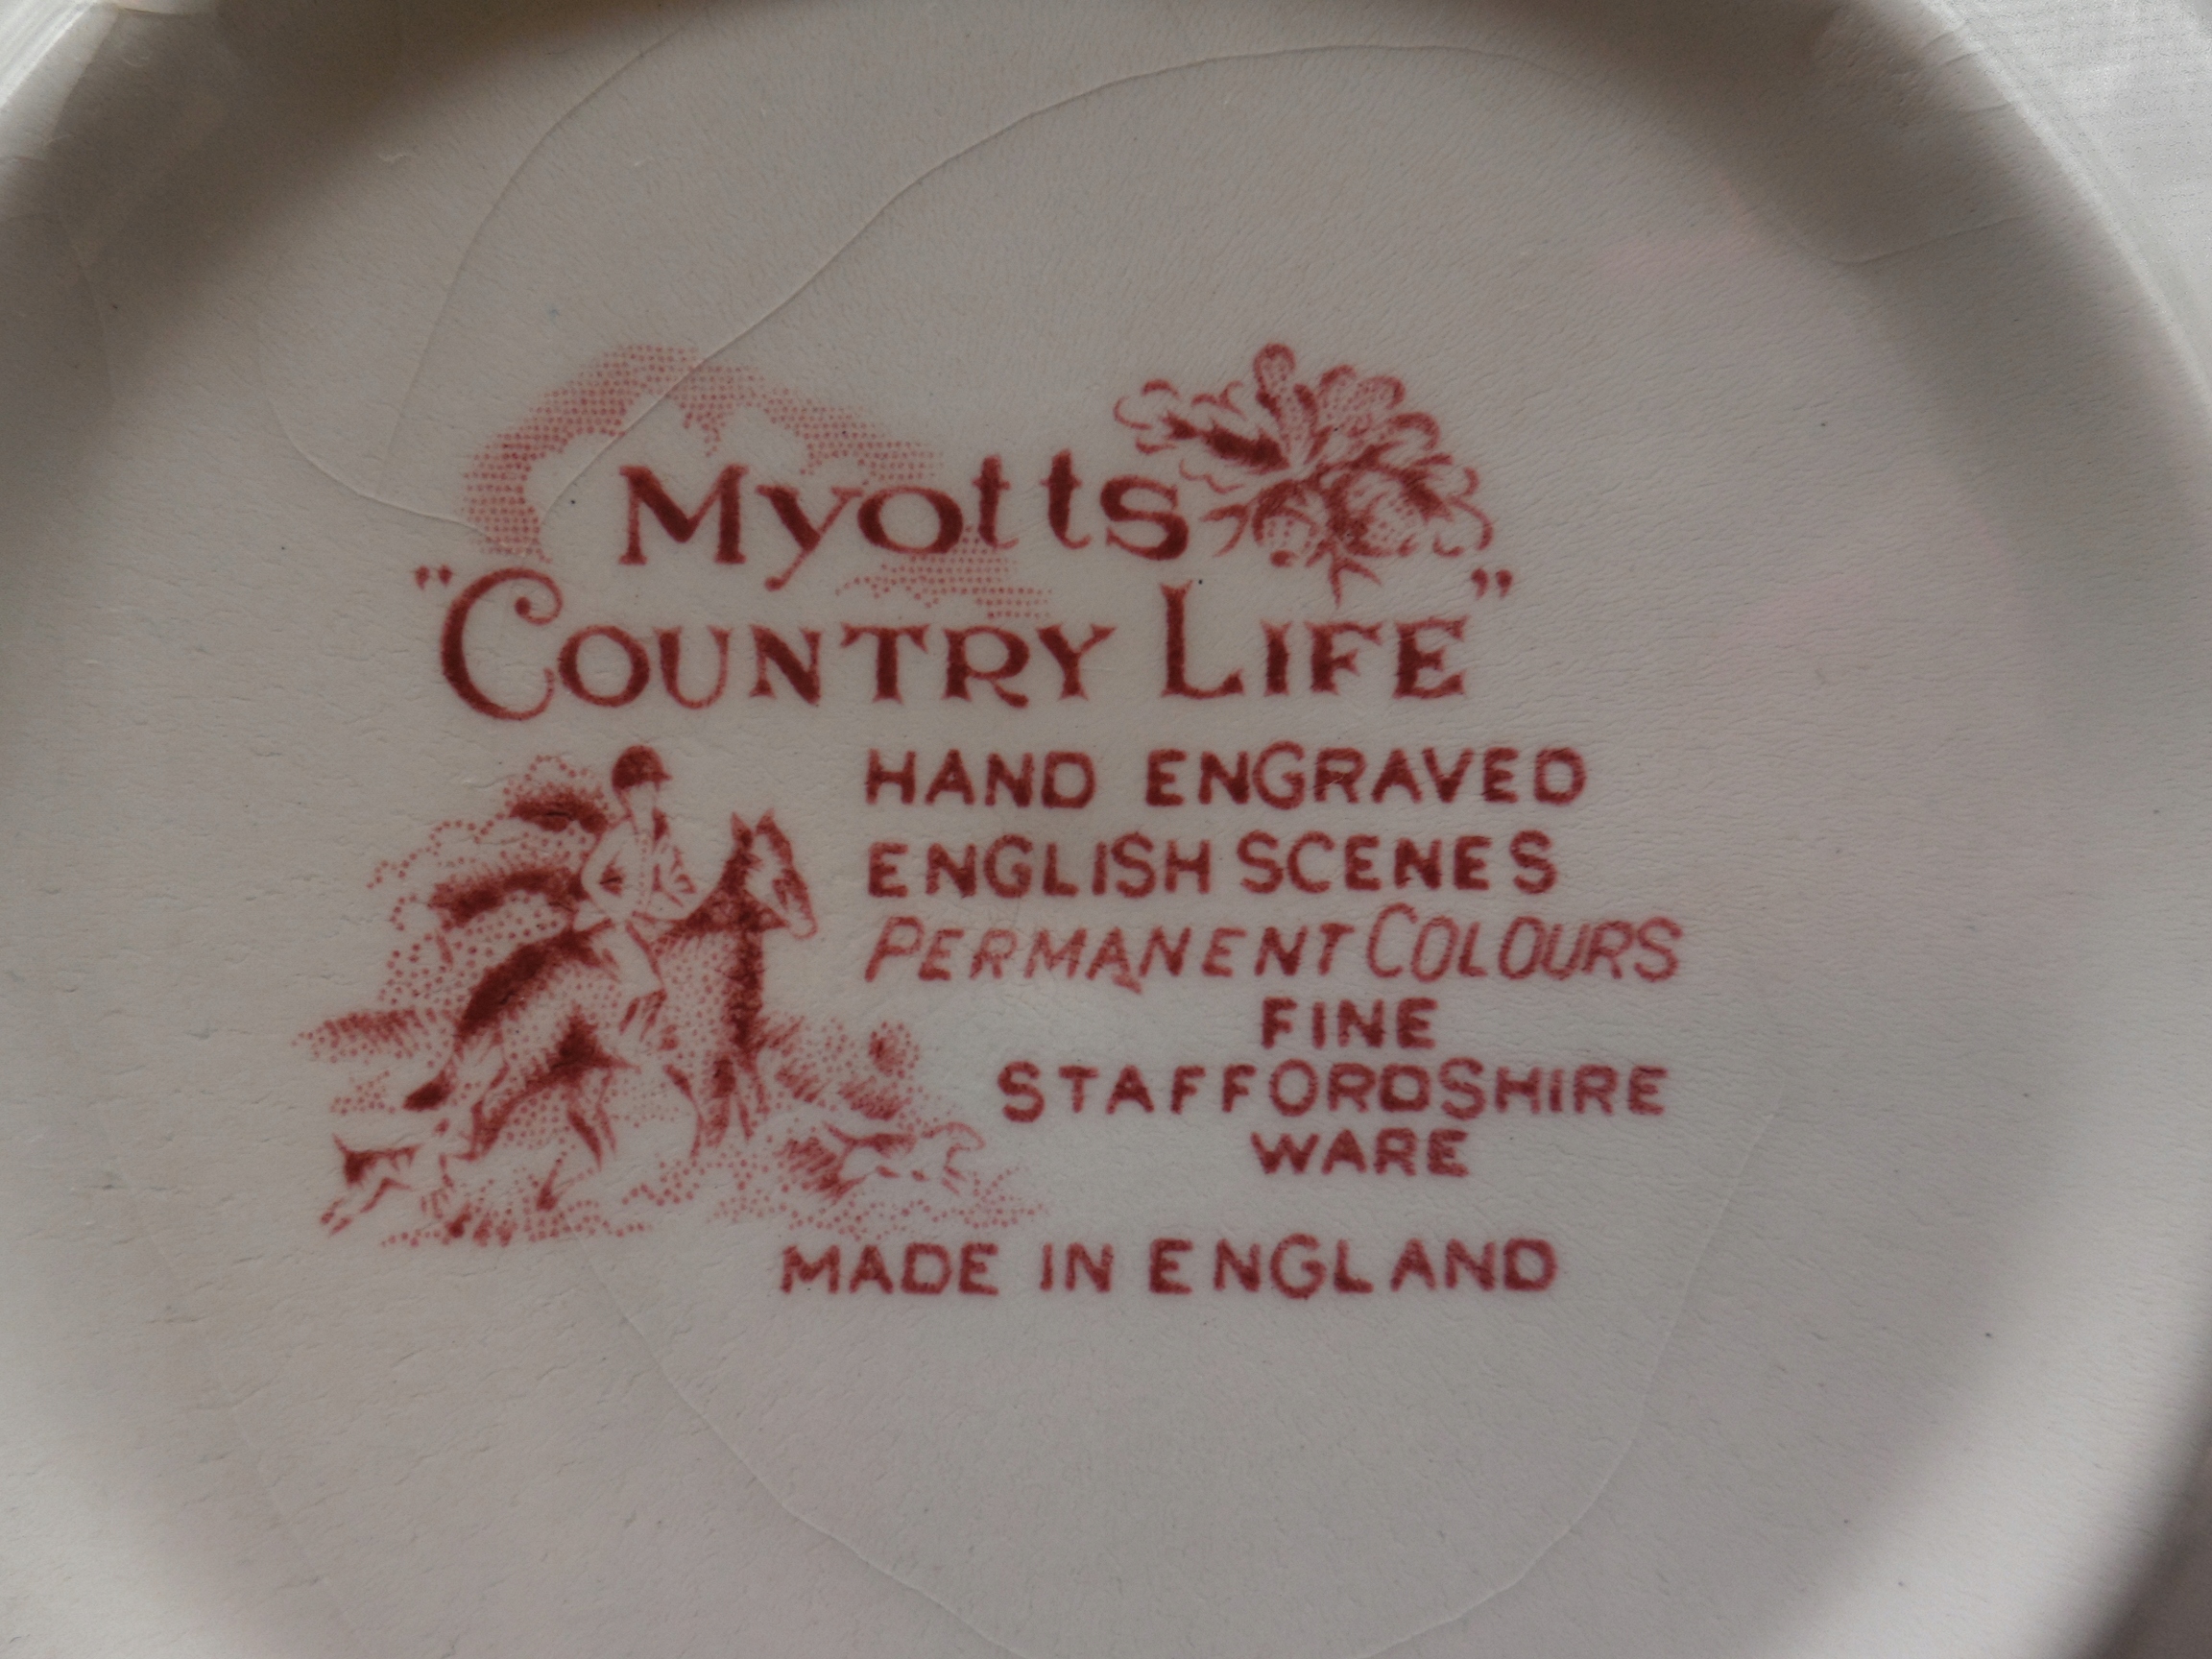 Myotts
"COUNTRY LIFE"
HAND ENGRAVED
ENGLISH SCENES
PERMANENT COLOURS
FINE
STAFFORDSHIRE
WARE
MADE IN ENGLAND